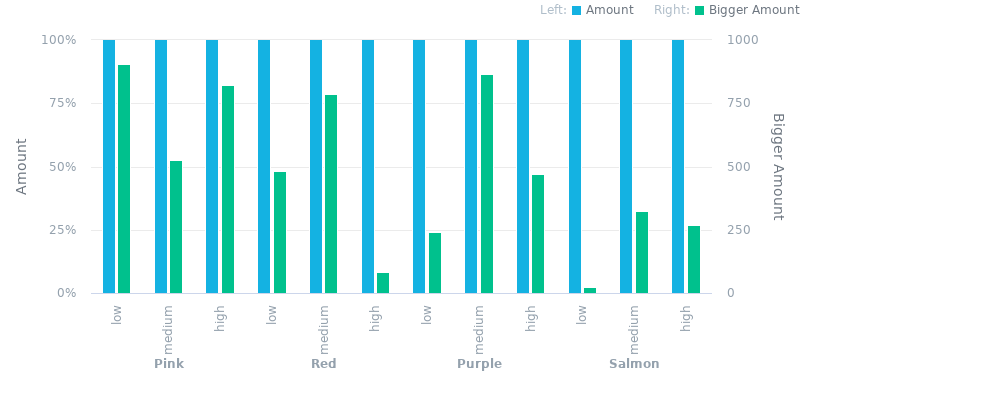 Left: Amount Right: Bigger Amount
100% 1000
75% 750
50% 500
25% 250
0% 0
Amount
Bigger Amount
low medium high low medium high low medium high low medium high
Pink Red Purple Salmon